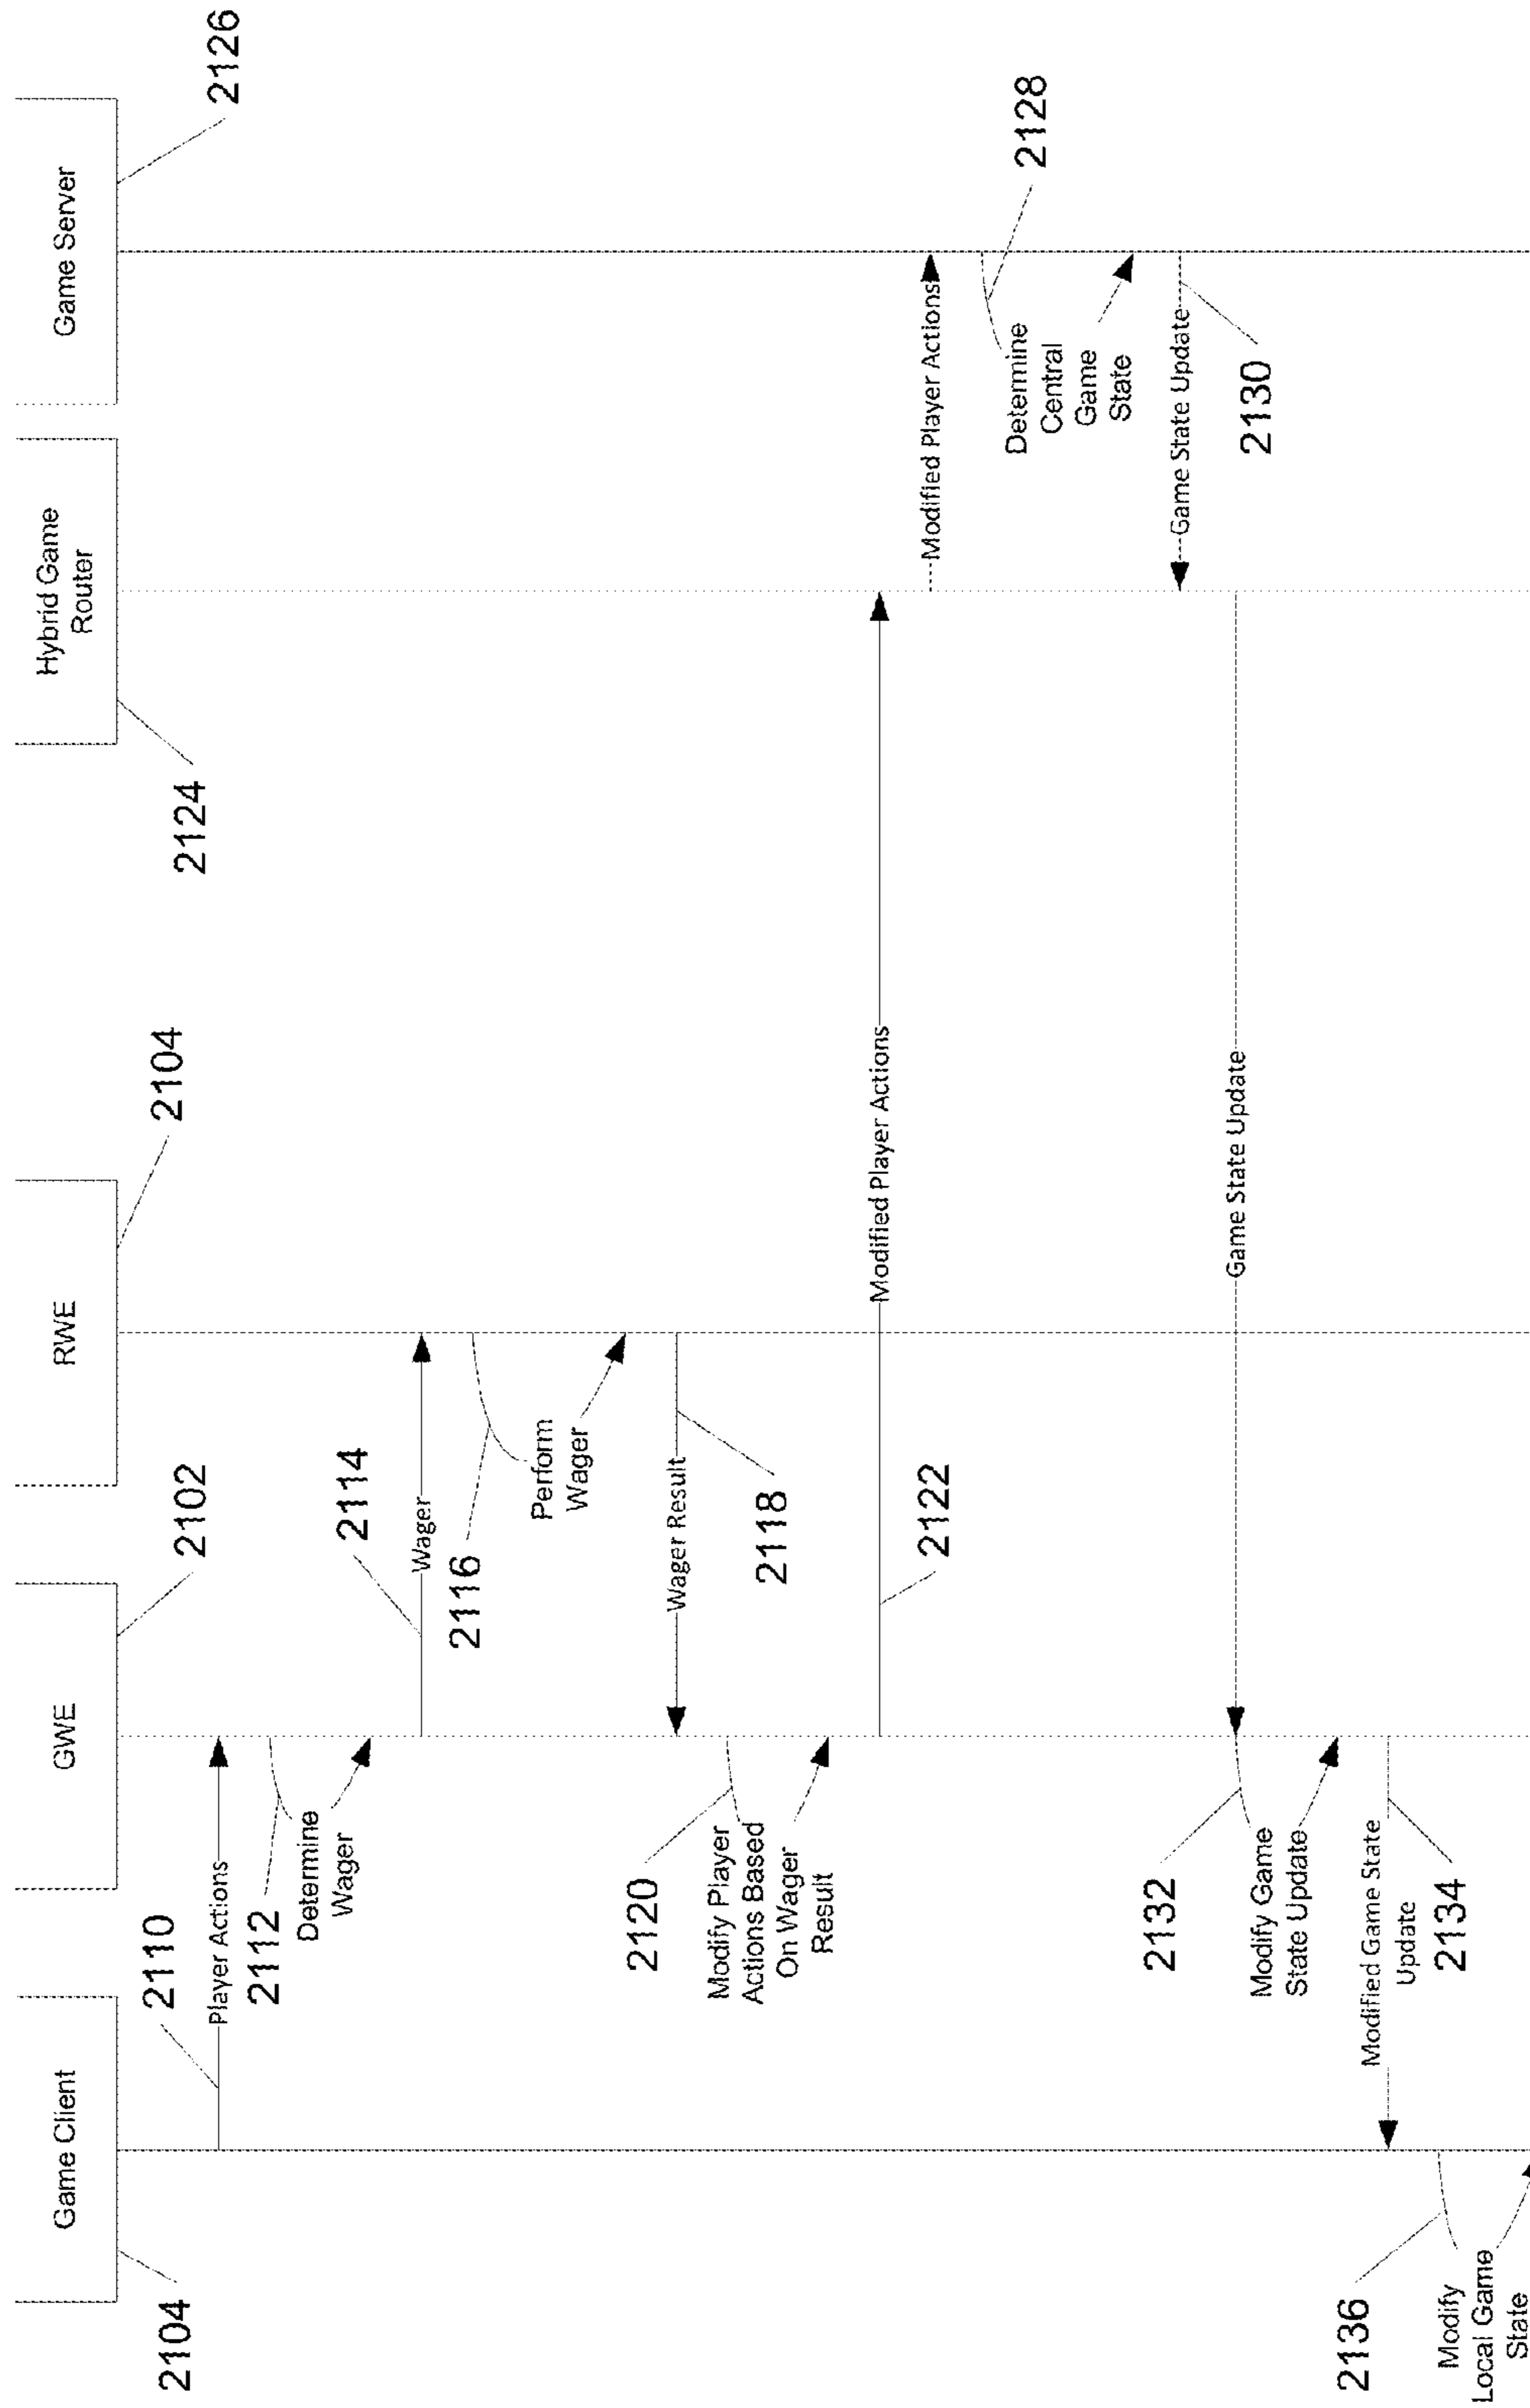 Game Client
2104
GWE
2102
RWE
2104
Hybrid Game
Router
2124
Game Server
2126
2110
Player Actions
2112
Determine
Wager
2114
Wager
2116
Perform
Wager
Wager Result
2118
2120
Modify Player
Actions Based
On Wager
Result
Modified Player Actions
2122
Modified Player Actions
2128
Determine
Central
Game
State
Game State Update
2130
Game State Update
2132
Modify Game
State Update
Modified Game State
Update
2134
2136
Modify
Local Game
State